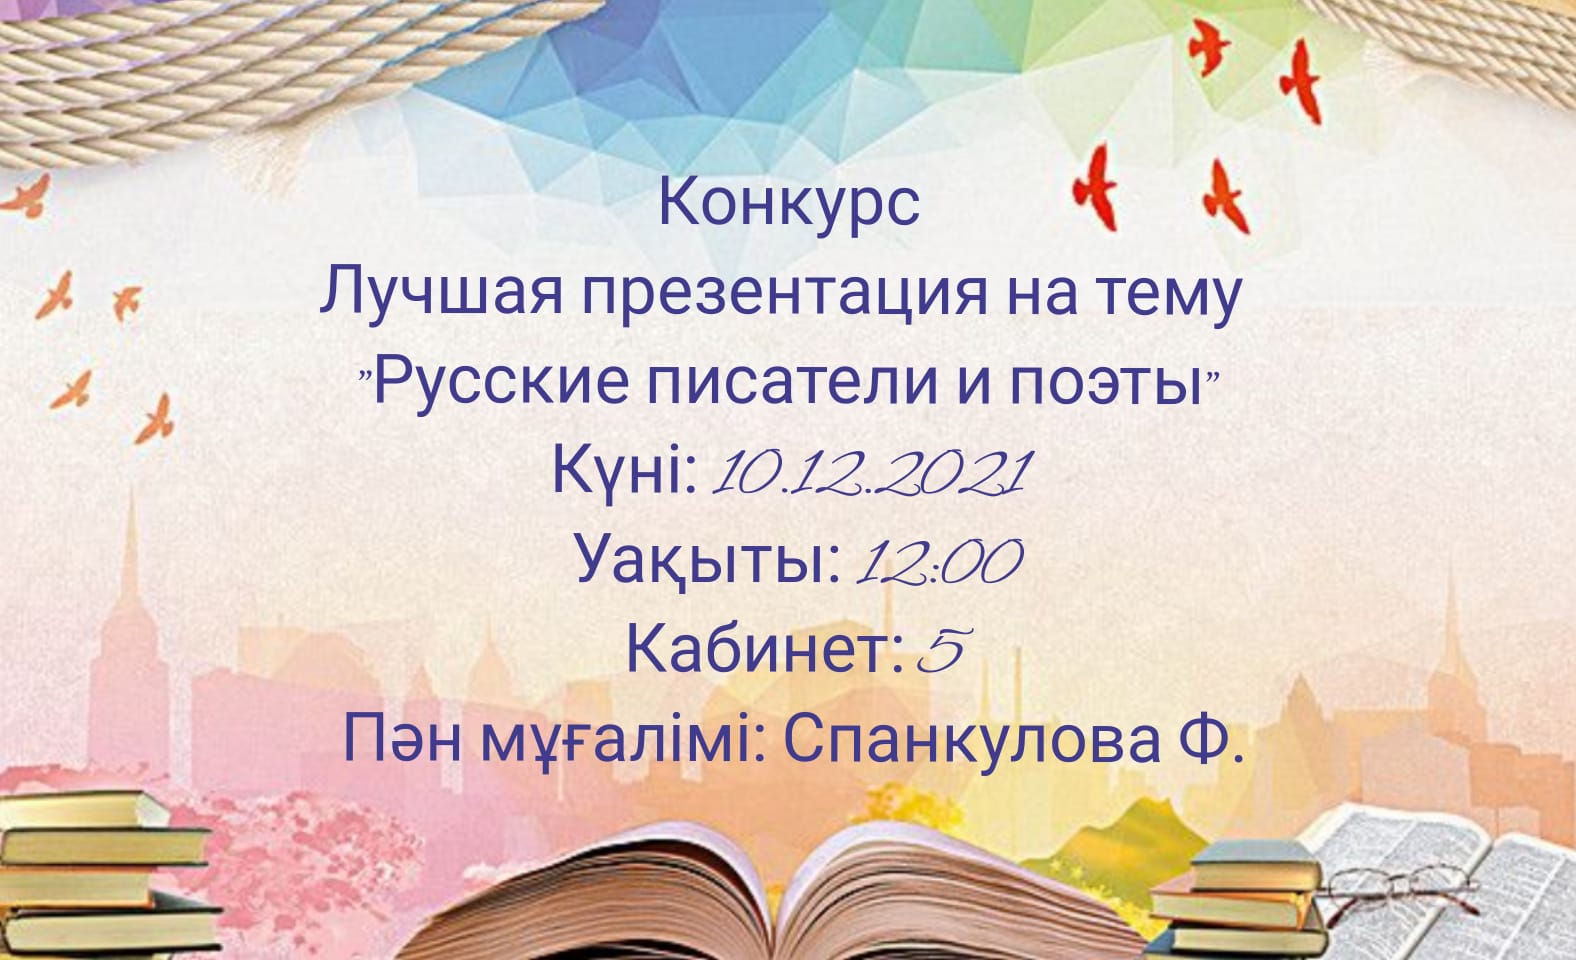 Конкурс
Лучшая презентация на тему
”Русские писатели и поэты”
Күні: 10.12.2021
Уақыты: 12:00
Кабинет: 5
Пән мұғалімі: Спанкулова Ф.